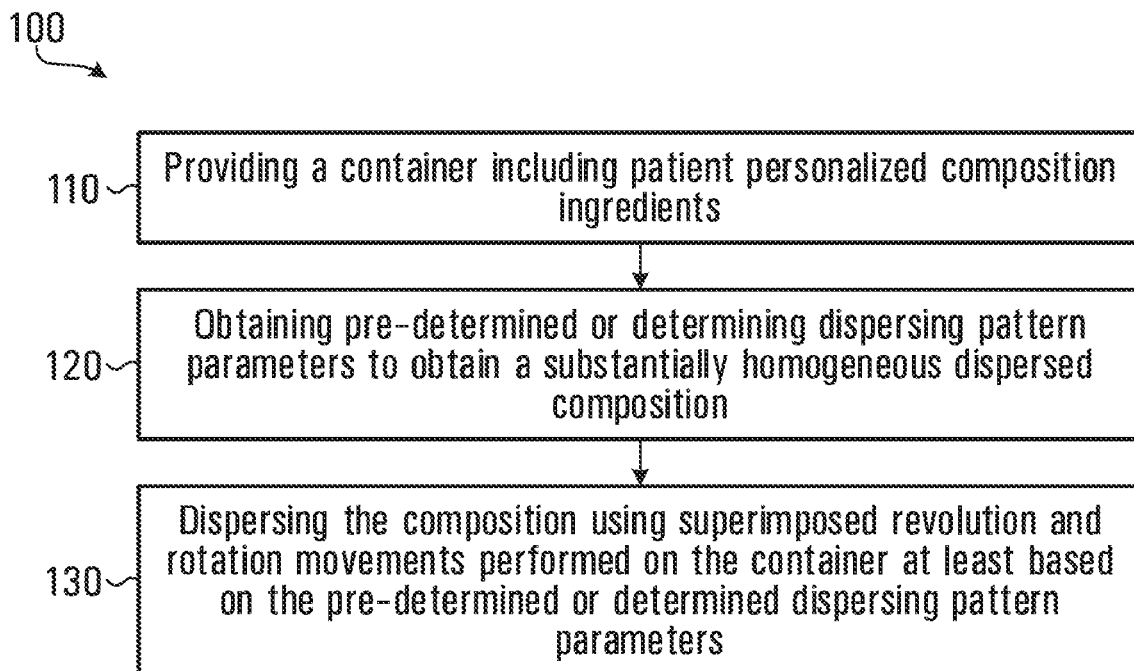 100
110
Providing a container including patient personalized composition
ingredients
120
Obtaining pre-determined or determining dispersing pattern
parameters to obtain a substantially homogeneous dispersed
composition
130
Dispersing the composition using superimposed revolution and
rotation movements performed on the container at least based
on the pre-determined or determined dispersing pattern
parameters